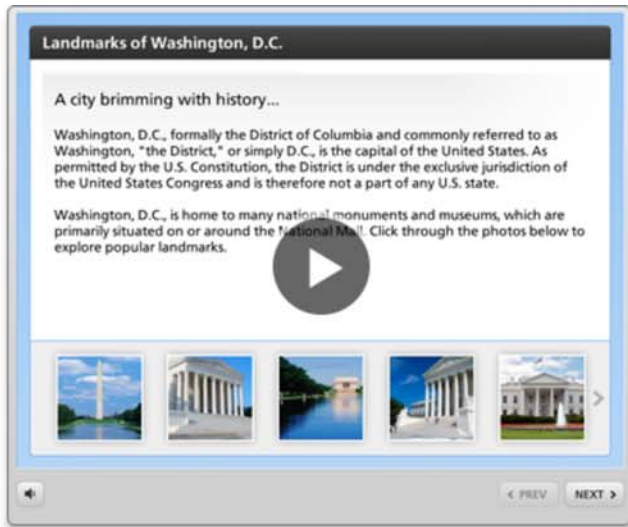 Landmarks of Washington, D.C.
A city brimming with history...
Washington, D.C., formally the District of Columbia and commonly referred to as
Washington, "the District," or simply D.C., is the capital of the United States. As
permitted by the U.S. Constitution, the District is under the exclusive jurisdiction of
the United States Congress and is therefore not a part of any U.S. state.
Washington, D.C., is home to many national monuments and museums, which are
primarily situated on or around the National Mall. Click through the photos below to
explore popular landmarks.
< PREV NEXT >